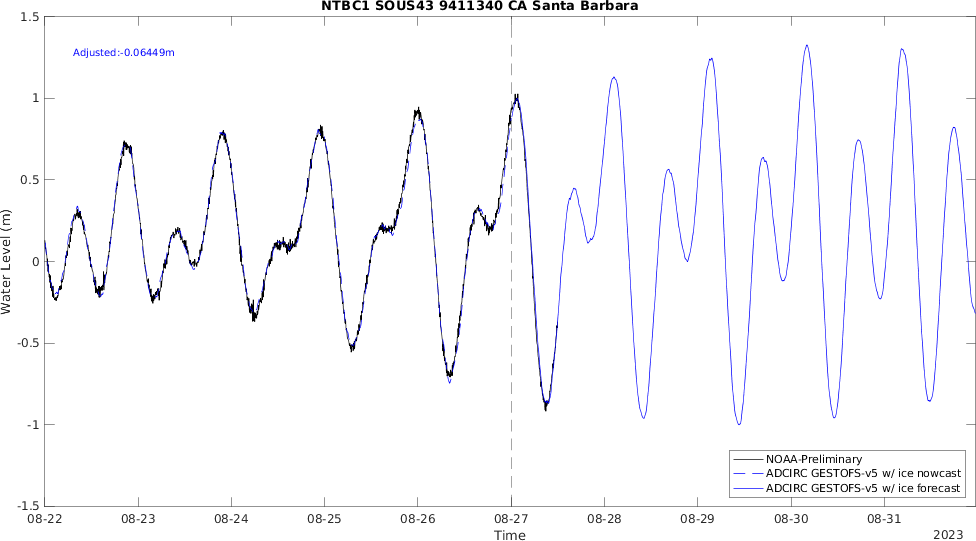 NTBC1 SOUS43 9411340 CA Santa Barbara
Adjusted:-0.06449m
1.5
1
0.5
0
-0.5
-1
-1.5
Water Level (m)
NOAA-Preliminary
ADCIRC GESTOFS-v5 w/ ice nowcast
ADCIRC GESTOFS-v5 w/ ice forecast
08-22 08-23 08-24 08-25 08-26 08-27 08-28 08-29 08-30 08-31
Time
2023